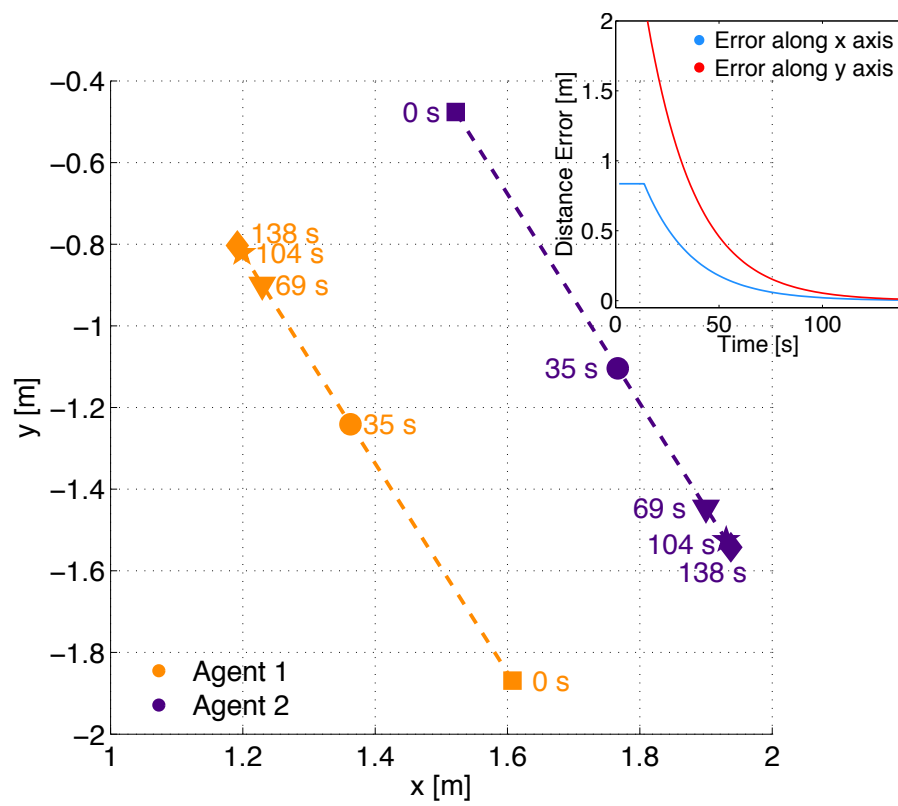 2
Error along x axis
Error along y axis
1.5
1
0.5
0
0 50 100
Distance Error [m]
Time [s]
−0.4
−0.6
−0.8
−1
−1.2
−1.4
−1.6
−1.8
−2
y [m]
0 s
138 s
104 s
69 s
35 s
35 s
69 s
104 s
138 s
0 s
Agent 1
Agent 2
1 1.2 1.4 1.6 1.8 2
x [m]